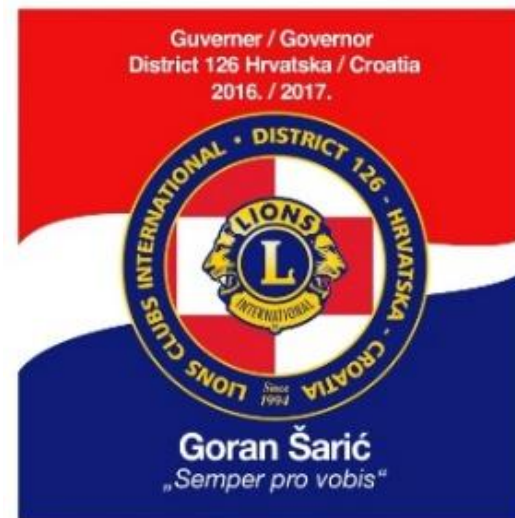 Guverner / Governor
District 126 Hrvatska / Croatia
2016. / 2017.
LIONS CLUBS INTERNATIONAL • DISTRICT 126 - HRVATSKA - CROATIA
LIONS
L
INTERNATIONAL
Since
1994
Goran Šarić
„Semper pro vobis“